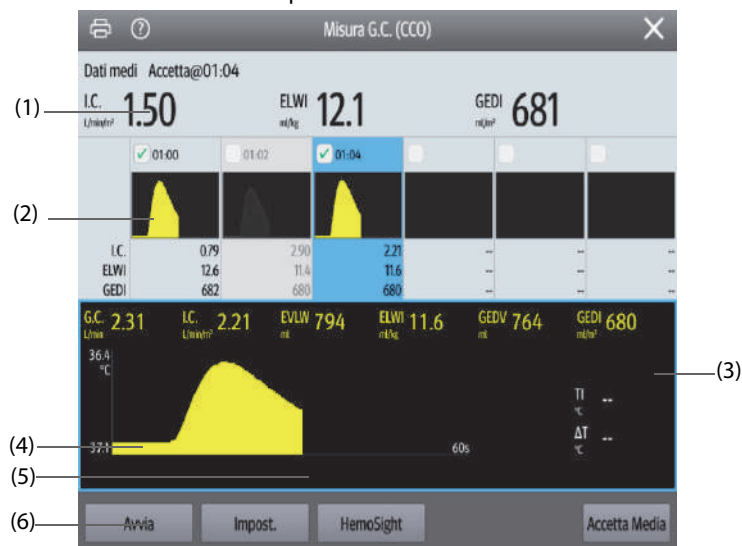 Misura G.C. (CCO)
Dati medi Accetta@01:04
(1) I.C. L/min/m² 1.50 ELWI ml/kg 12.1 GEDI ml/m² 681
01:00 01:02 01:04
(2)
I.C. 0.79 2.90 2.21 -- -- --
ELWI 12.6 11.4 11.6 -- -- --
GEDI 682 680 680 -- -- --
G.C. L/min 2.31 I.C. L/min/m² 2.21 EVLW ml 794 ELWI ml/kg 11.6 GEDV ml 764 GEDI ml/m² 680
36.4
°C
(3)
TI °C --
ΔT °C --
(4) 37.1 60s
(5)
(6) Avvia Impost. HemoSight Accetta Media